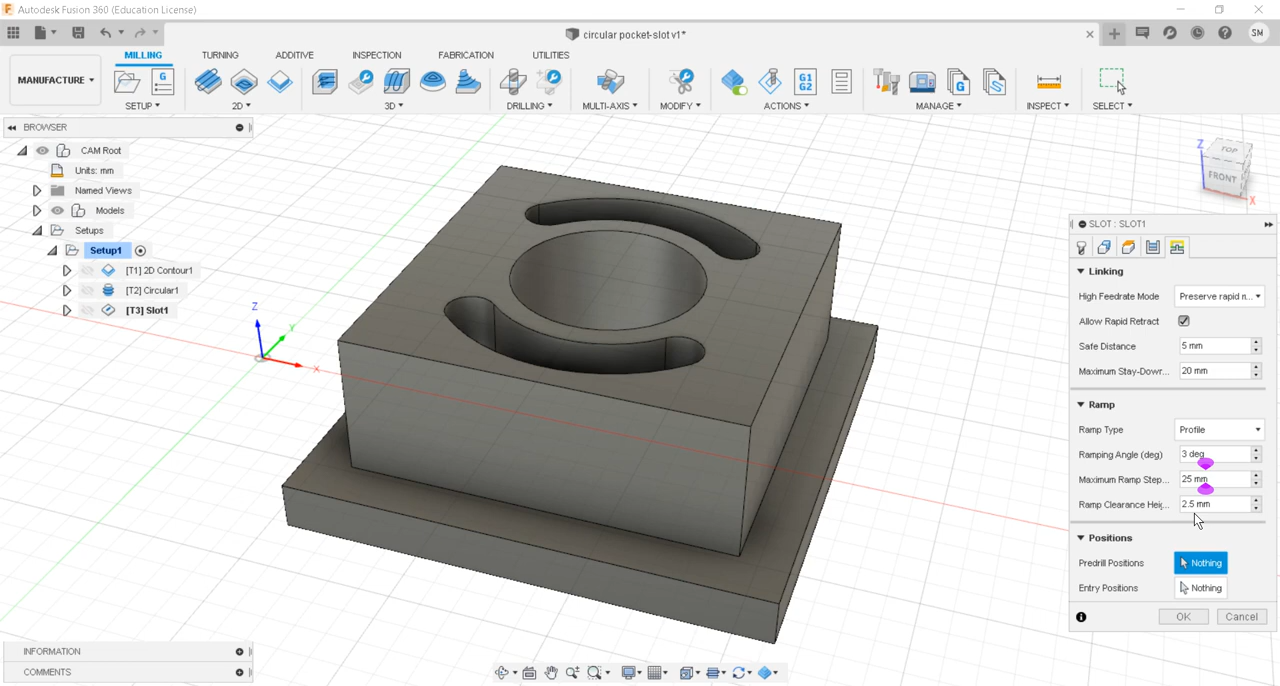 Autodesk Fusion 360 (Education License)
circular pocket-slot v1*
SM
MANUFACTURE
MILLING
TURNING
ADDITIVE
INSPECTION
FABRICATION
UTILITIES
G
G1
G2
G
S
SETUP
2D
3D
DRILLING
MULTI-AXIS
MODIFY
ACTIONS
MANAGE
INSPECT
SELECT
BROWSER
CAM Root
Units: mm
Named Views
Models
Setups
Setup1
[T1] 2D Contour1
[T2] Circular1
[T3] Slot1
Z
Y
X
Z
TOP
FRONT
X
SLOT : SLOT1
Linking
High Feedrate Mode
Preserve rapid n...
Allow Rapid Retract
Safe Distance
5 mm
Maximum Stay-Down...
20 mm
Ramp
Ramp Type
Profile
Ramping Angle (deg)
3 deg
Maximum Ramp Step...
25 mm
Ramp Clearance Hei...
2.5 mm
Positions
Predrill Positions
Nothing
Entry Positions
Nothing
OK
Cancel
INFORMATION
COMMENTS